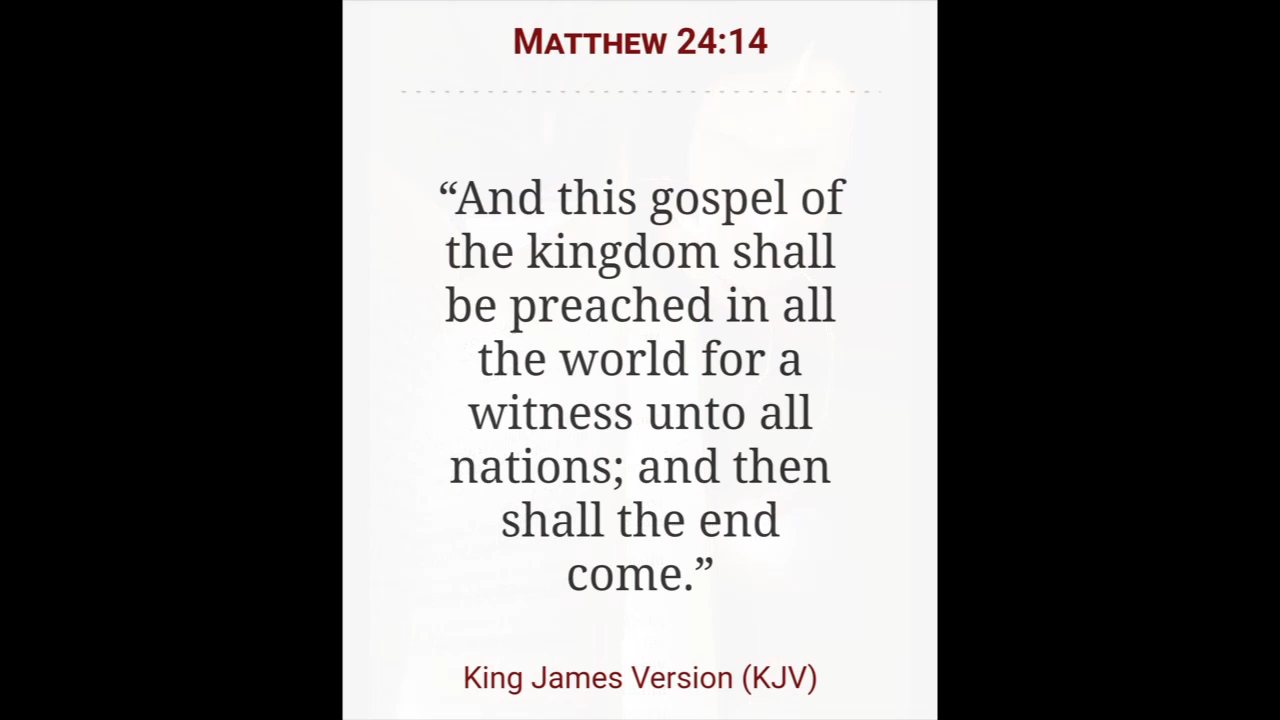 Matthew 24:14
“And this gospel of
the kingdom shall
be preached in all
the world for a
witness unto all
nations; and then
shall the end
come.”
King James Version (KJV)